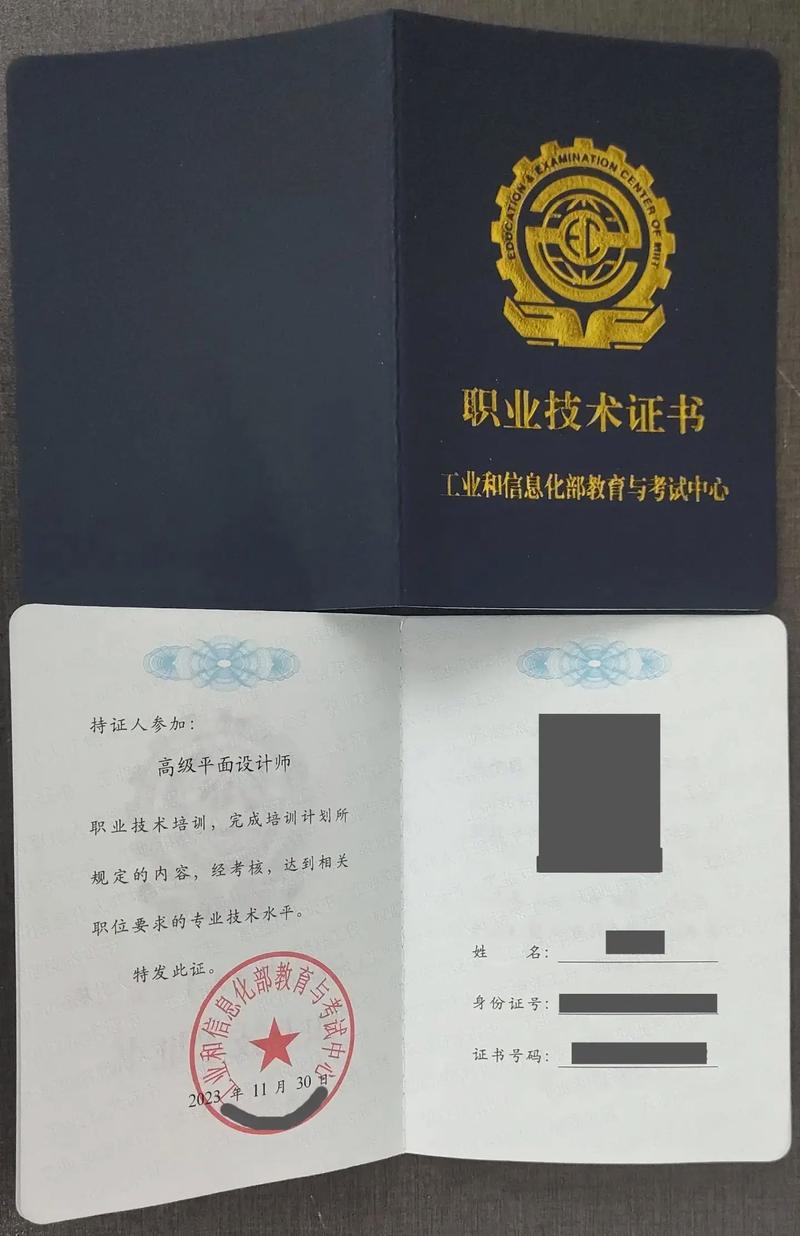 EDUCATION & EXAMINATION CENTER OF MIIT
EC
职业技术证书
工业和信息化部教育与考试中心
持证人参加：
高级平面设计师
职业技术培训，完成培训计划所
规定的内容，经考核，达到相关
职位要求的专业技术水平。
特发此证。
工业和信息化部教育与考试中心
2023 年 11 月 30 日
姓 名：
身份证号：
证书号码：